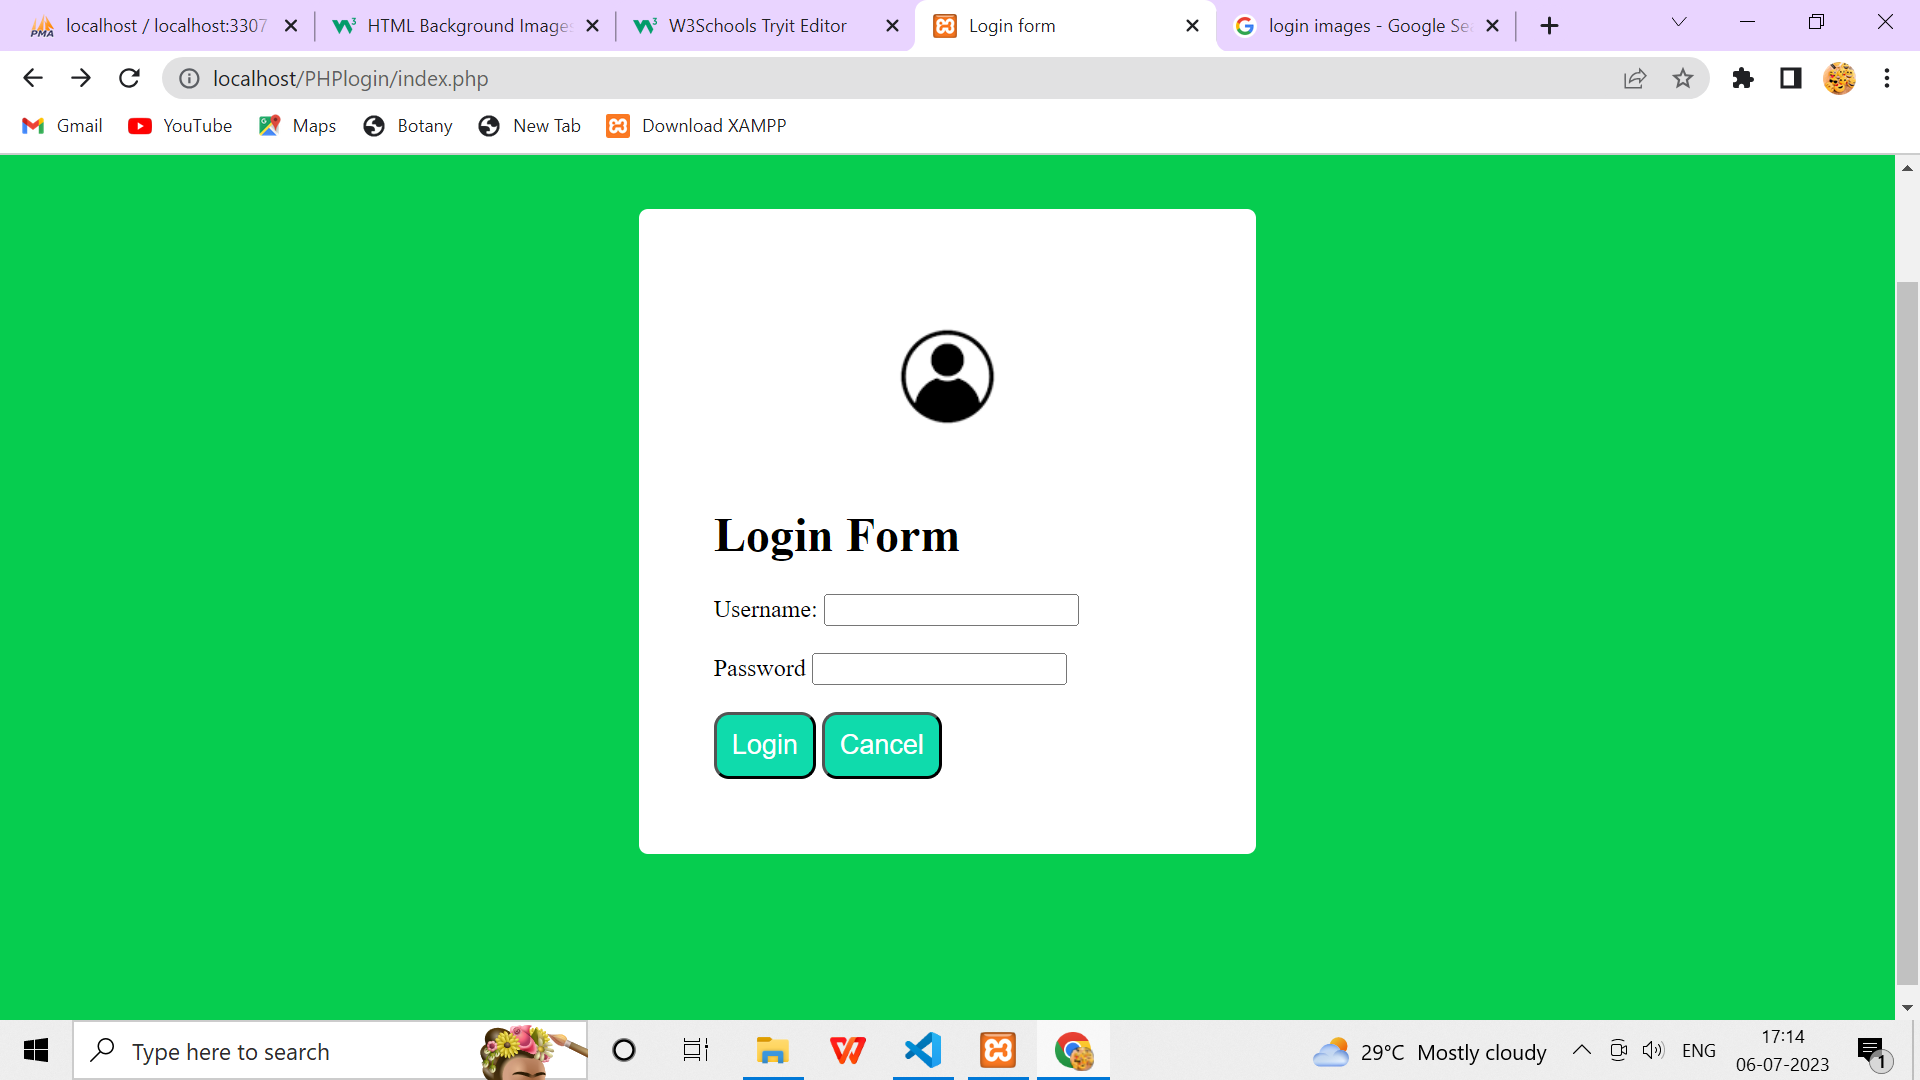 localhost / localhost:3307
HTML Background Images
W3Schools Tryit Editor
Login form
login images - Google Se
localhost/PHPlogin/index.php
Gmail
YouTube
Maps
Botany
New Tab
Download XAMPP
Login Form
Username:
Password
Login
Cancel
Type here to search
29°C Mostly cloudy
ENG
17:14
06-07-2023
1